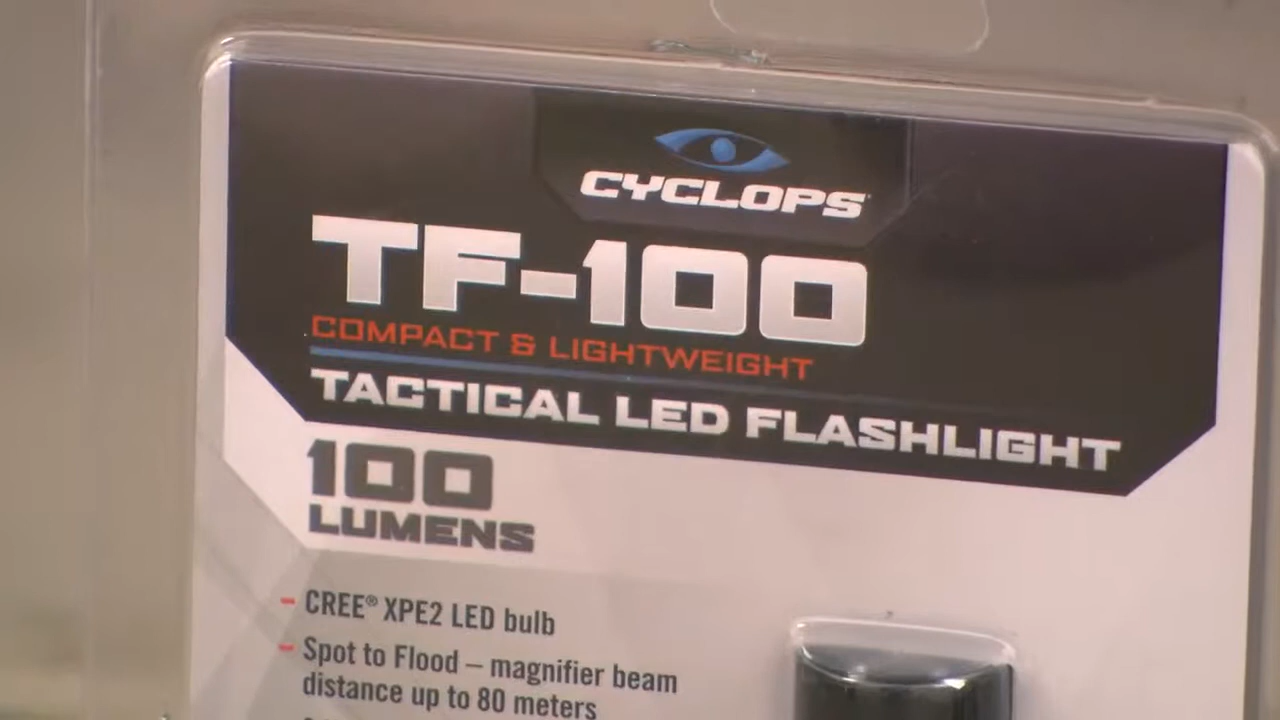 CYCLOPS
TF-100
COMPACT & LIGHTWEIGHT
TACTICAL LED FLASHLIGHT
100
LUMENS
- CREE® XPE2 LED bulb
- Spot to Flood – magnifier beam
distance up to 80 meters